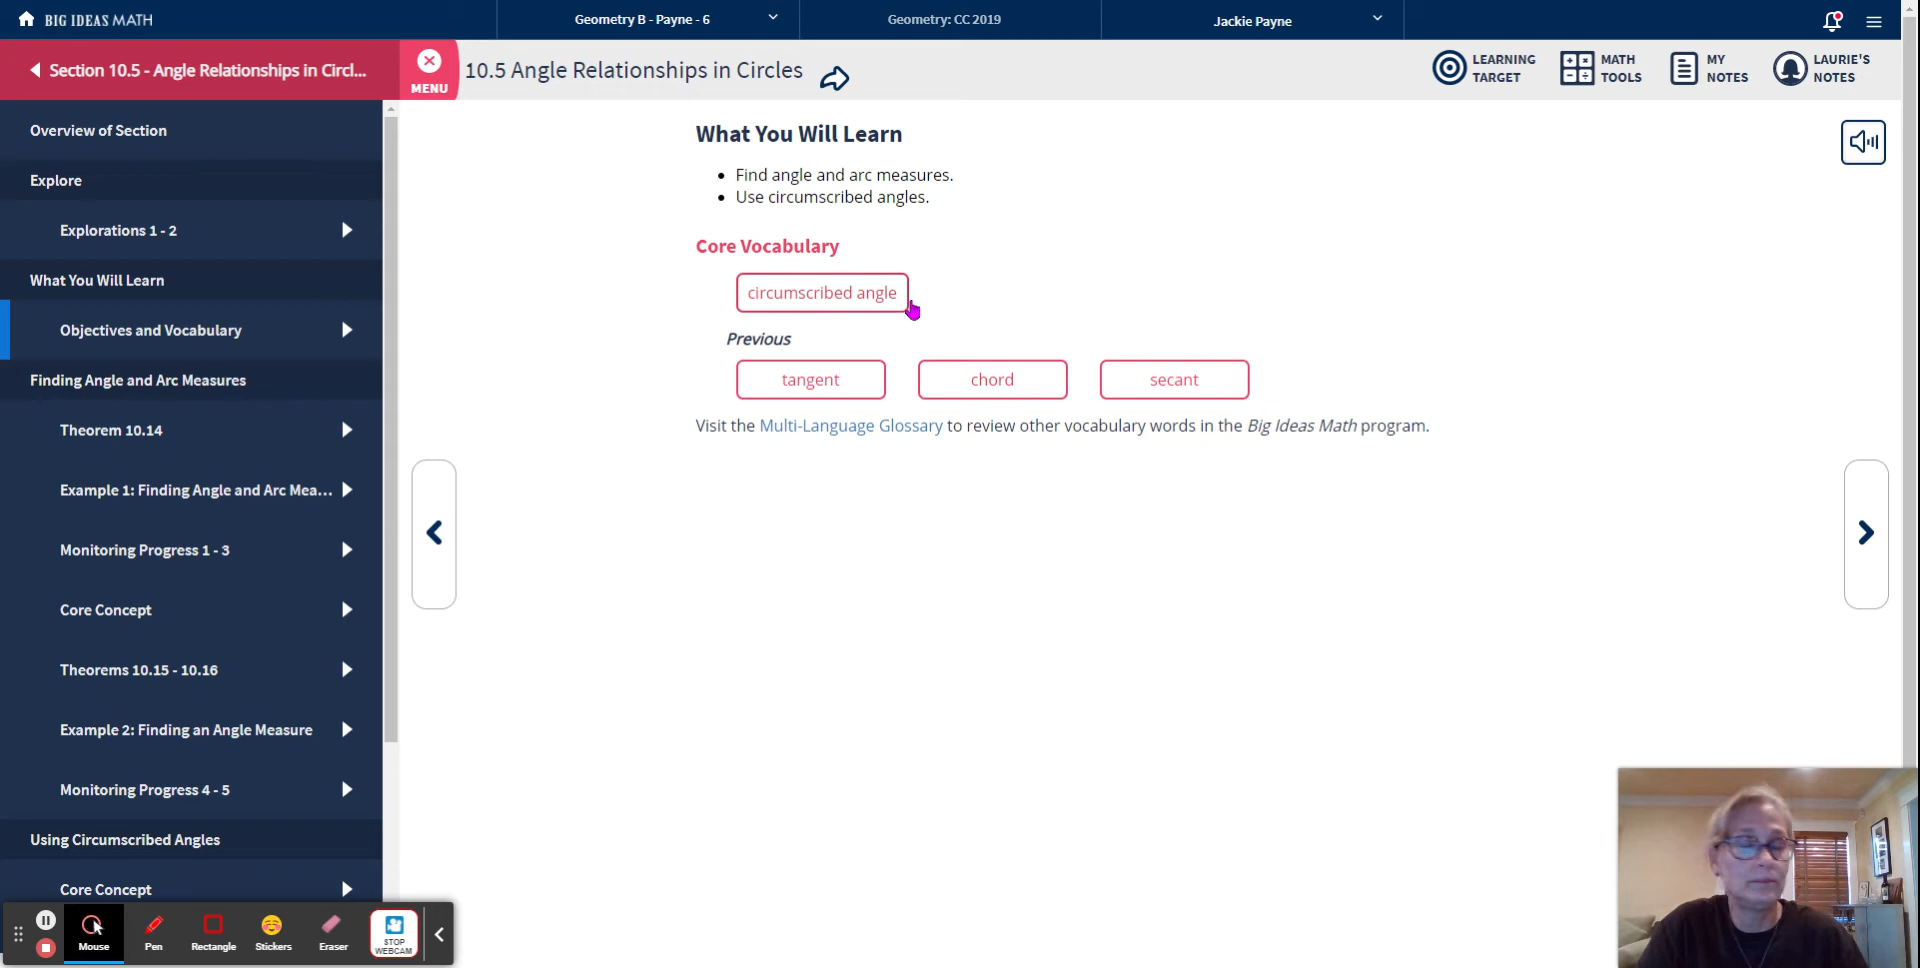 BIG IDEAS MATH
Geometry B - Payne - 6
Geometry: CC 2019
Jackie Payne
Section 10.5 - Angle Relationships in Circl...
MENU
10.5 Angle Relationships in Circles
LEARNING TARGET
MATH TOOLS
MY NOTES
LAURIE'S NOTES
Overview of Section
Explore
Explorations 1 - 2
What You Will Learn
Objectives and Vocabulary
Finding Angle and Arc Measures
Theorem 10.14
Example 1: Finding Angle and Arc Mea...
Monitoring Progress 1 - 3
Core Concept
Theorems 10.15 - 10.16
Example 2: Finding an Angle Measure
Monitoring Progress 4 - 5
Using Circumscribed Angles
Core Concept
What You Will Learn
• Find angle and arc measures.
• Use circumscribed angles.
Core Vocabulary
circumscribed angle
Previous
tangent
chord
secant
Visit the Multi-Language Glossary to review other vocabulary words in the Big Ideas Math program.
Mouse
Pen
Rectangle
Stickers
Eraser
STOP WEBCAM